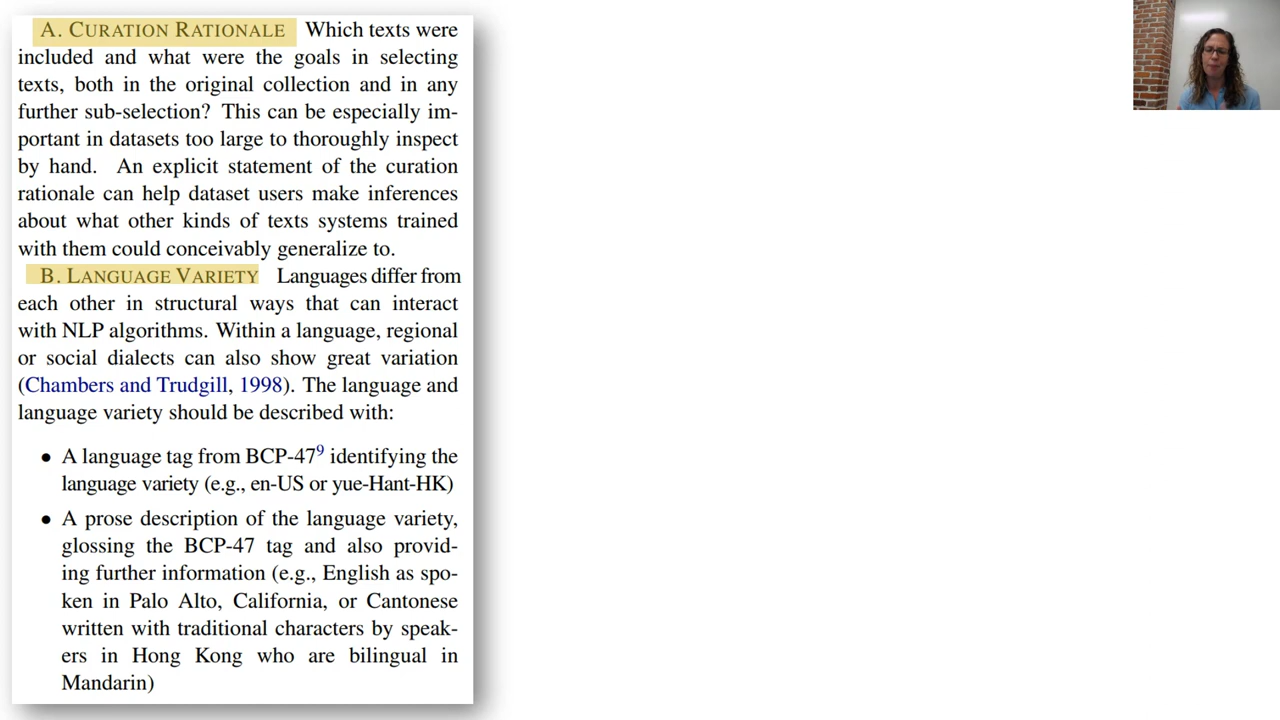 A. CURATION RATIONALE Which texts were
included and what were the goals in selecting
texts, both in the original collection and in any
further sub-selection? This can be especially im-
portant in datasets too large to thoroughly inspect
by hand. An explicit statement of the curation
rationale can help dataset users make inferences
about what other kinds of texts systems trained
with them could conceivably generalize to.
B. LANGUAGE VARIETY Languages differ from
each other in structural ways that can interact
with NLP algorithms. Within a language, regional
or social dialects can also show great variation
(Chambers and Trudgill, 1998). The language and
language variety should be described with:
• A language tag from BCP-47⁹ identifying the
language variety (e.g., en-US or yue-Hant-HK)
• A prose description of the language variety,
glossing the BCP-47 tag and also provid-
ing further information (e.g., English as spo-
ken in Palo Alto, California, or Cantonese
written with traditional characters by speak-
ers in Hong Kong who are bilingual in
Mandarin)